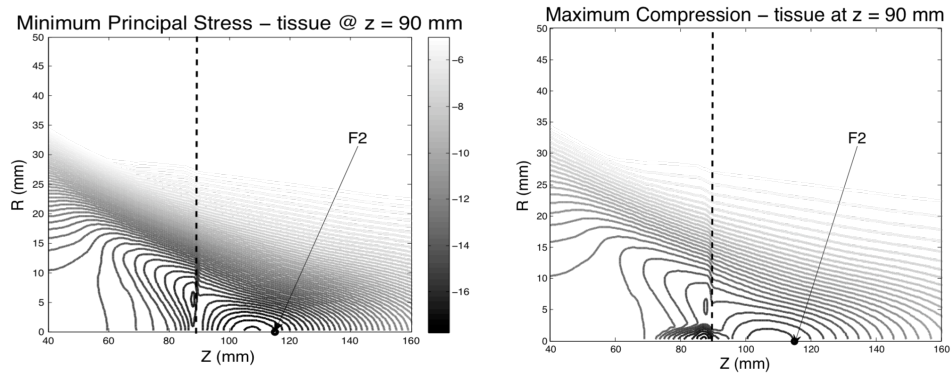 Minimum Principal Stress – tissue @ z = 90 mm
50
45
40
35
30
25
20
15
10
5
0
R (mm)
40 60 80 100 120 140 160
Z (mm)
F2
-6
-8
-10
-12
-14
-16
Maximum Compression – tissue at z = 90 mm
50
45
40
35
30
25
20
15
10
5
0
R (mm)
40 60 80 100 120 140 160
Z (mm)
F2